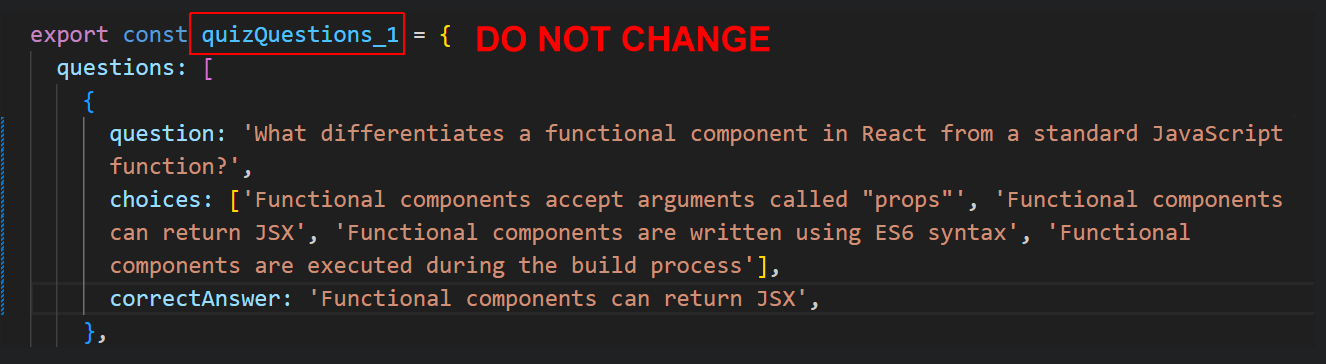 export const quizQuestions_1 = { DO NOT CHANGE
questions: [
{
question: 'What differentiates a functional component in React from a standard JavaScript
function?',
choices: ['Functional components accept arguments called "props"', 'Functional components
can return JSX', 'Functional components are written using ES6 syntax', 'Functional
components are executed during the build process'],
correctAnswer: 'Functional components can return JSX',
},